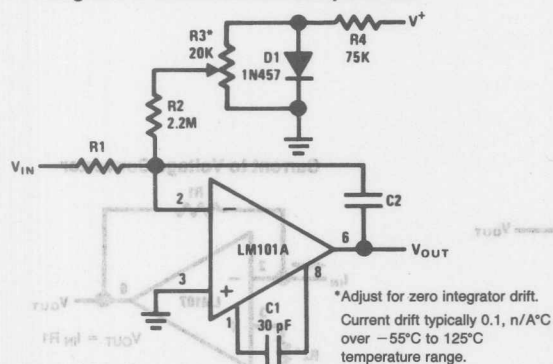 V+
R3*
20K
D1
1N457
R4
75K
R2
2.2M
R1
VIN
C2
2
6
VOUT
LM101A
8
3
1
C1
30 pF
*Adjust for zero integrator drift.
Current drift typically 0.1, n/A°C
over −55°C to 125°C
temperature range.